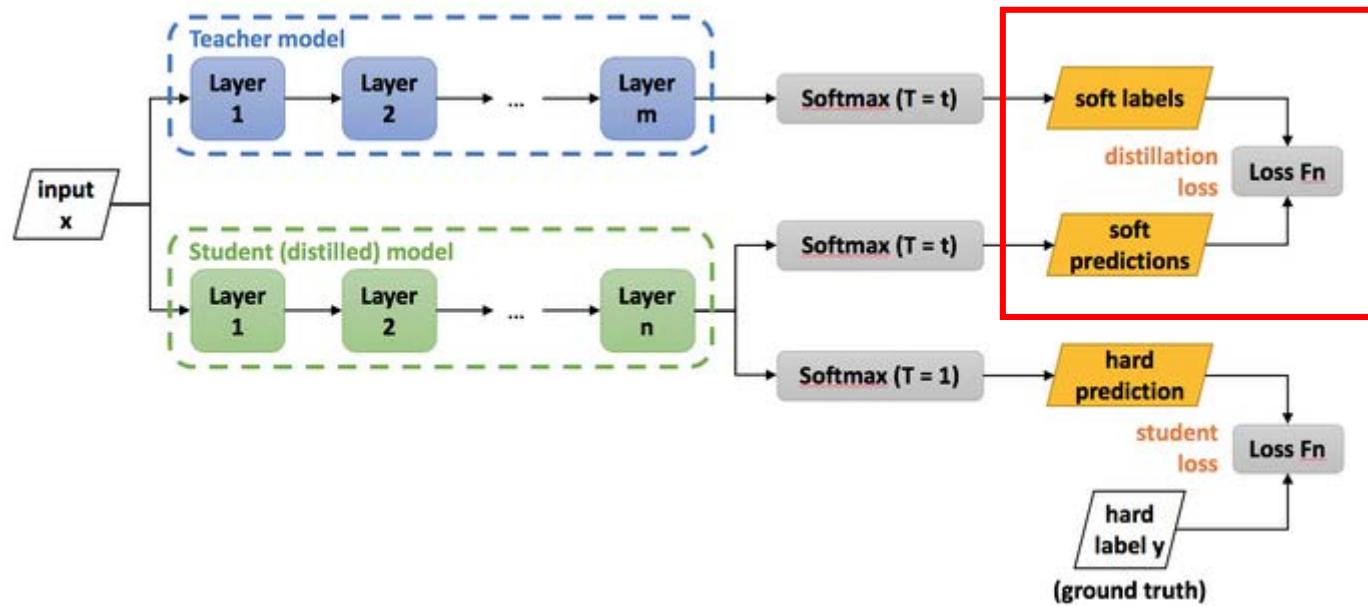 Teacher model
Layer
1
Layer
2
...
Layer
m
Softmax (T = t)
soft labels
distillation
loss
Loss Fn
input
x
Student (distilled) model
Layer
1
Layer
2
...
Layer
n
Softmax (T = t)
soft
predictions
Softmax (T = 1)
hard
prediction
student
loss
Loss Fn
hard
label y
(ground truth)